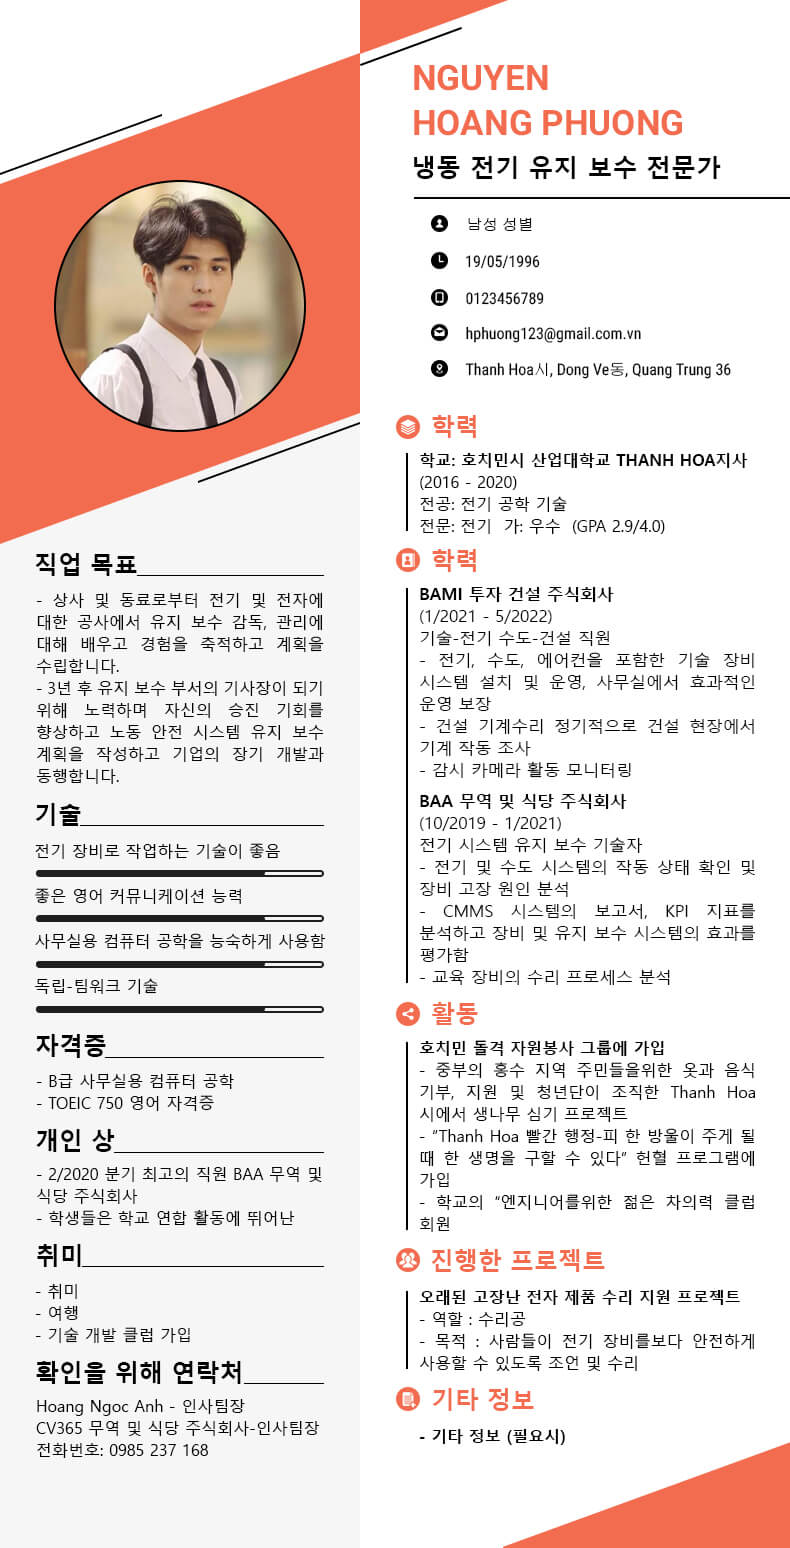 NGUYEN
HOANG PHUONG
냉동 전기 유지 보수 전문가
남성 성별
19/05/1996
0123456789
hphuong123@gmail.com.vn
Thanh Hoa시, Dong Ve동, Quang Trung 36
직업 목표
- 상사 및 동료로부터 전기 및 전자에
대한 공사에서 유지 보수 감독, 관리에
대해 배우고 경험을 축적하고 계획을
수립합니다.
- 3년 후 유지 보수 부서의 기사장이 되기
위해 노력하며 자신의 승진 기회를
향상하고 노동 안전 시스템 유지 보수
계획을 작성하고 기업의 장기 개발과
동행합니다.
기술
전기 장비로 작업하는 기술이 좋음
좋은 영어 커뮤니케이션 능력
사무실용 컴퓨터 공학을 능숙하게 사용함
독립-팀워크 기술
자격증
- B급 사무실용 컴퓨터 공학
- TOEIC 750 영어 자격증
개인 상
- 2/2020 분기 최고의 직원 BAA 무역 및
식당 주식회사
- 학생들은 학교 연합 활동에 뛰어난
취미
- 취미
- 여행
- 기술 개발 클럽 가입
확인을 위해 연락처
Hoang Ngoc Anh - 인사팀장
CV365 무역 및 식당 주식회사-인사팀장
전화번호: 0985 237 168
학력
학교: 호치민시 산업대학교 THANH HOA지사
(2016 - 2020)
전공: 전기 공학 기술
전문: 전기 가: 우수 (GPA 2.9/4.0)
학력
BAMI 투자 건설 주식회사
(1/2021 - 5/2022)
기술-전기 수도-건설 직원
- 전기, 수도, 에어컨을 포함한 기술 장비
시스템 설치 및 운영, 사무실에서 효과적인
운영 보장
- 건설 기계수리 정기적으로 건설 현장에서
기계 작동 조사
- 감시 카메라 활동 모니터링
BAA 무역 및 식당 주식회사
(10/2019 - 1/2021)
전기 시스템 유지 보수 기술자
- 전기 및 수도 시스템의 작동 상태 확인 및
장비 고장 원인 분석
- CMMS 시스템의 보고서, KPI 지표를
분석하고 장비 및 유지 보수 시스템의 효과를
평가함
- 교육 장비의 수리 프로세스 분석
활동
호치민 돌격 자원봉사 그룹에 가입
- 중부의 홍수 지역 주민들을위한 옷과 음식
기부, 지원 및 청년단이 조직한 Thanh Hoa
시에서 생나무 심기 프로젝트
- “Thanh Hoa 빨간 행정-피 한 방울이 주게 될
때 한 생명을 구할 수 있다” 헌혈 프로그램에
가입
- 학교의 “엔지니어를위한 젊은 차의력 클럽
회원
진행한 프로젝트
오래된 고장난 전자 제품 수리 지원 프로젝트
- 역할 : 수리공
- 목적 : 사람들이 전기 장비를보다 안전하게
사용할 수 있도록 조언 및 수리
기타 정보
- 기타 정보 (필요시)